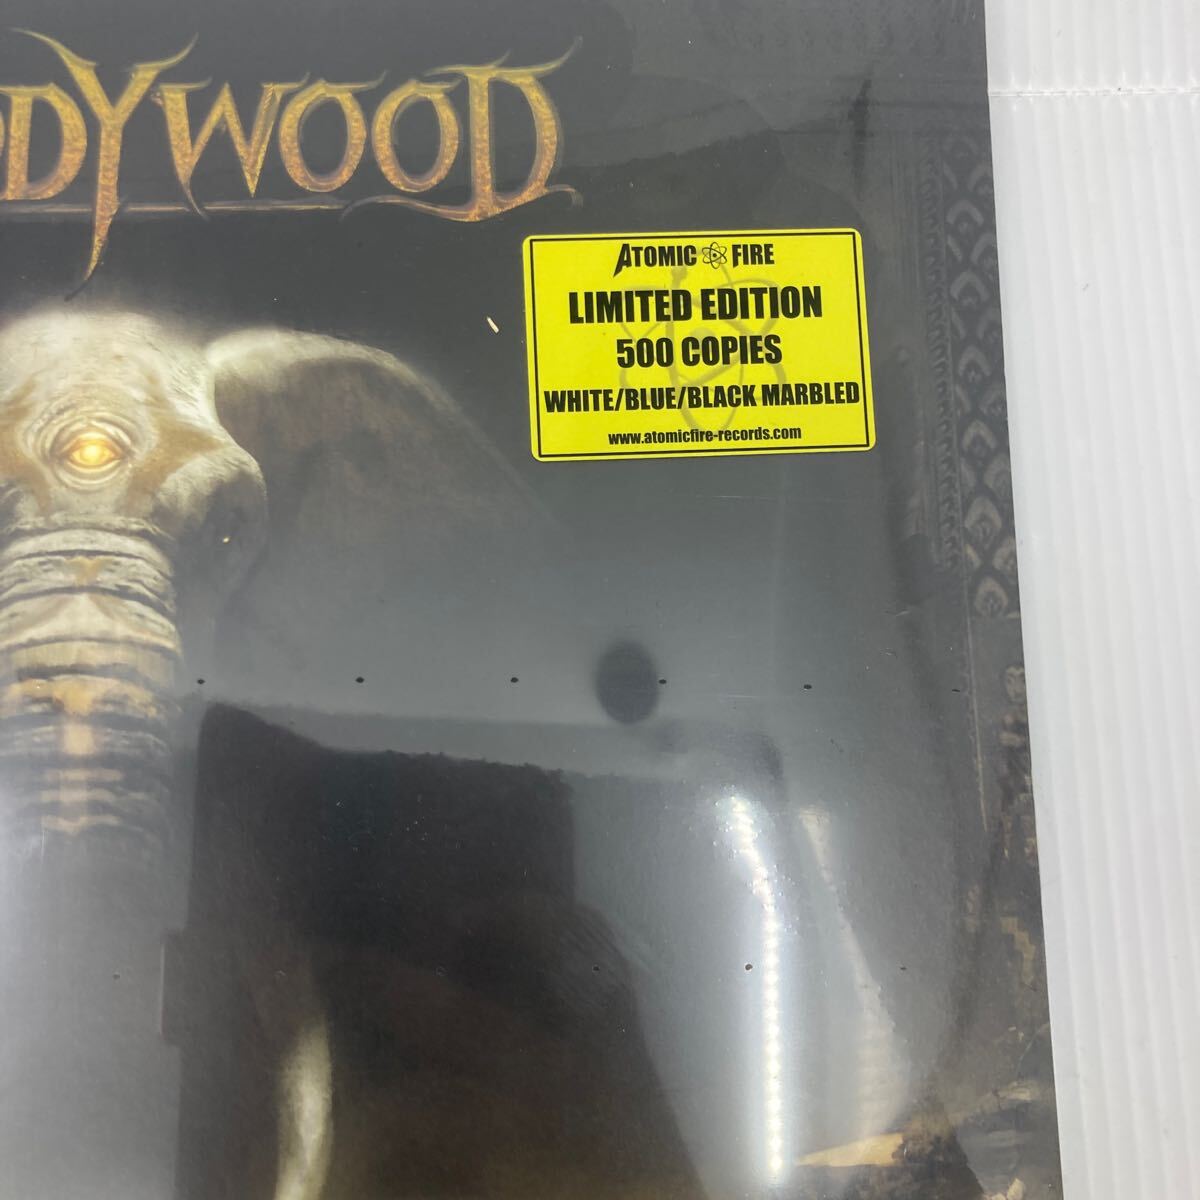 DYWOOD
ATOMIC FIRE
LIMITED EDITION
500 COPIES
WHITE/BLUE/BLACK MARBLED
www.atomicfire-records.com